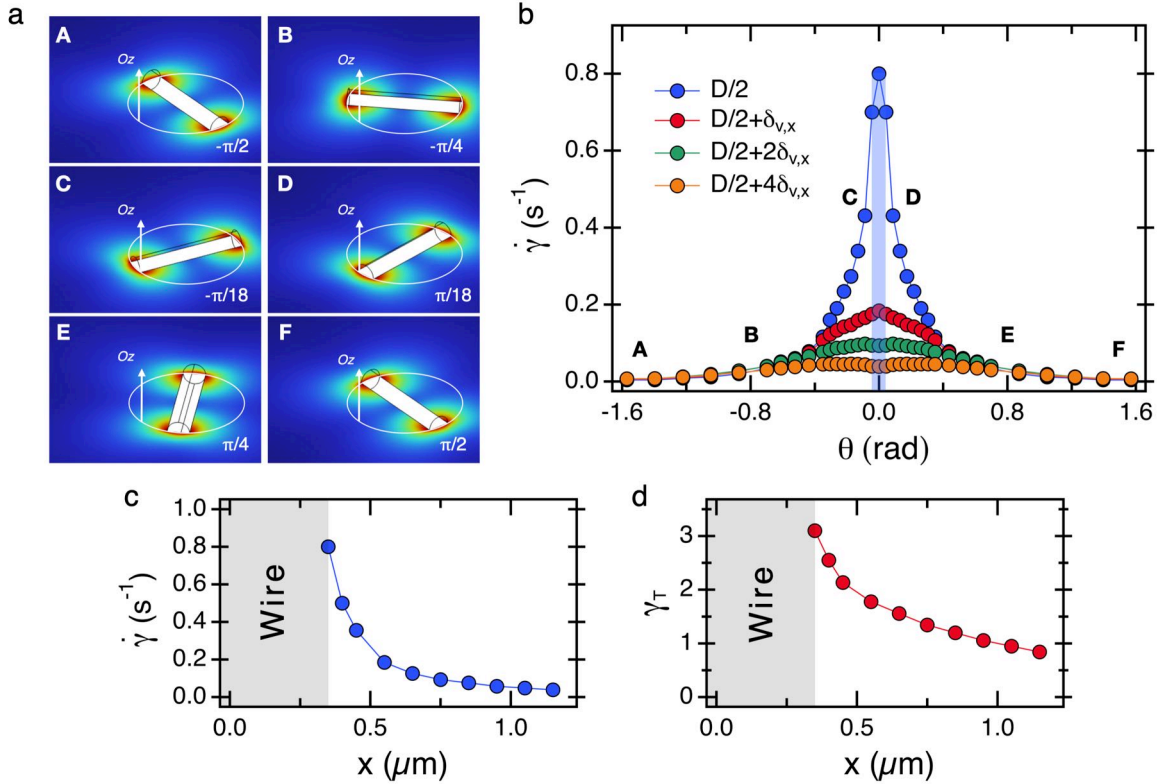 a
A
Oz
-π/2
B
Oz
-π/4
C
Oz
-π/18
D
Oz
π/18
E
Oz
π/4
F
Oz
π/2
b
0.8
0.6
0.4
0.2
0.0
γ̇ (s⁻¹)
D/2
D/2+δv,x
D/2+2δv,x
D/2+4δv,x
A
B
C
D
E
F
-1.6
-0.8
0.0
0.8
1.6
θ (rad)
c
1.0
0.8
0.6
0.4
0.2
0.0
γ̇ (s⁻¹)
Wire
0.0
0.5
1.0
x (μm)
d
3
2
1
0
γT
Wire
0.0
0.5
1.0
x (μm)